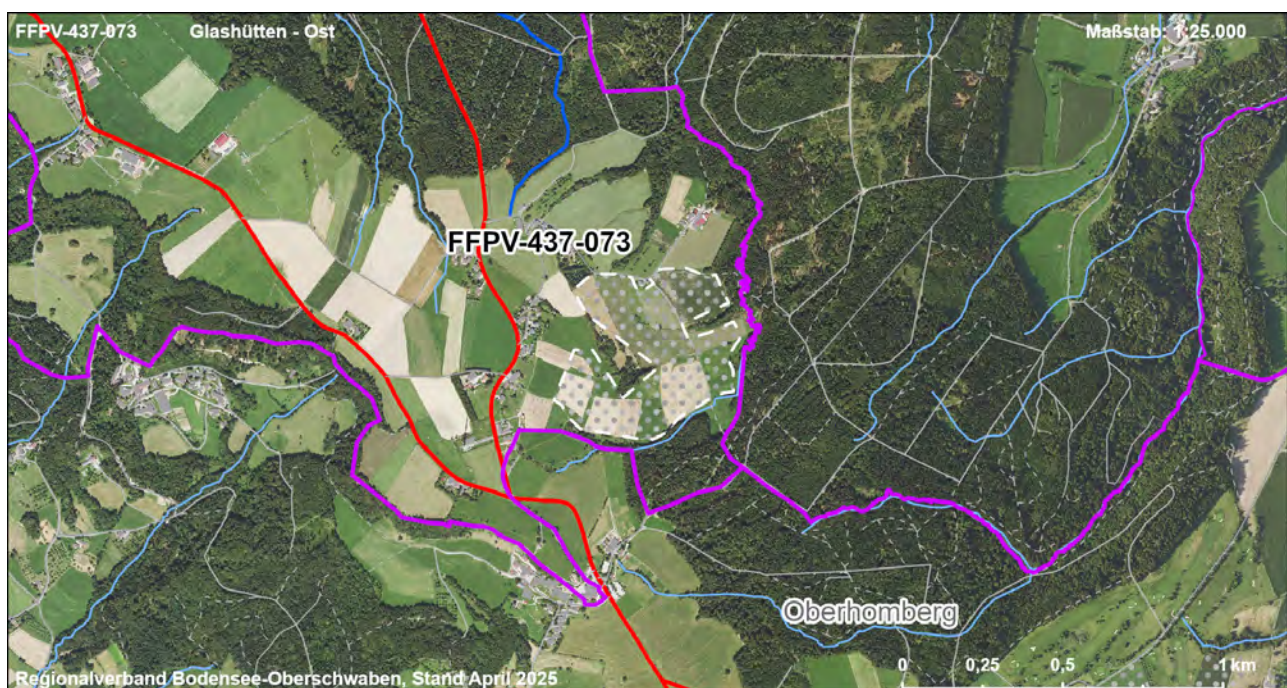 FFPV-437-073 Glashütten - Ost Maßstab: 1:25.000
FFPV-437-073
Oberhomberg
0 0,25 0,5 1 km
Regionalverband Bodensee-Oberschwaben, Stand April 2025